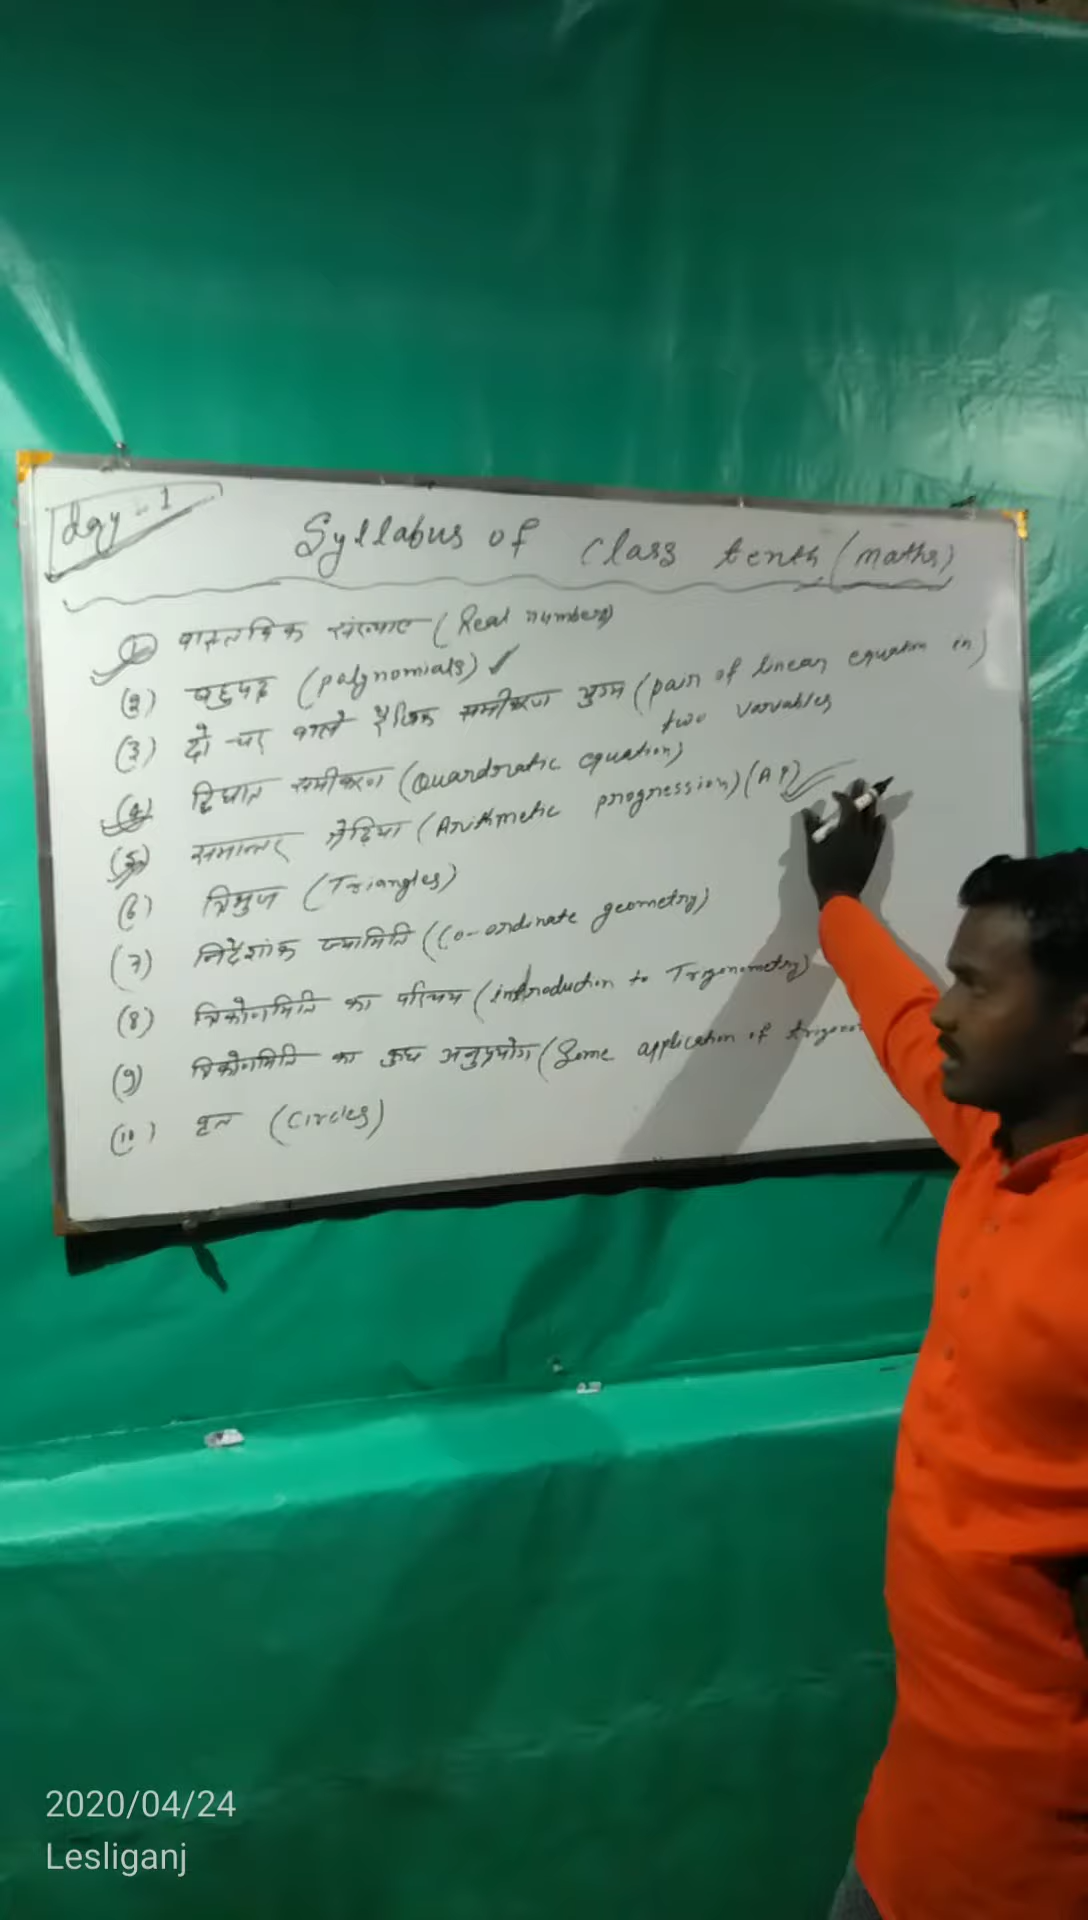 day - 1
Syllabus of class tenth (maths)
(1) वास्तविक संख्याए (Real numbers)
(2) बहुपद (polynomials) ✓
(3) दो चर वाले रैखिक समीकरण युग्म (pair of linear equation in)
two variables
(4) द्विघात समीकरण (Quardratic equation)
(5) समान्तर श्रेढिया (Arithmetic progression) (A P)
(6) त्रिभुज (Triangles)
(7) निर्देशांक ज्यामिति (Co-ordinate geometry)
(8) त्रिकोणमिति का परिचय (introduction to Trigonometry)
(9) त्रिकोणमिति का कुछ अनुप्रयोग (Some application of
(10) वृत (Circles)
2020/04/24
Lesliganj